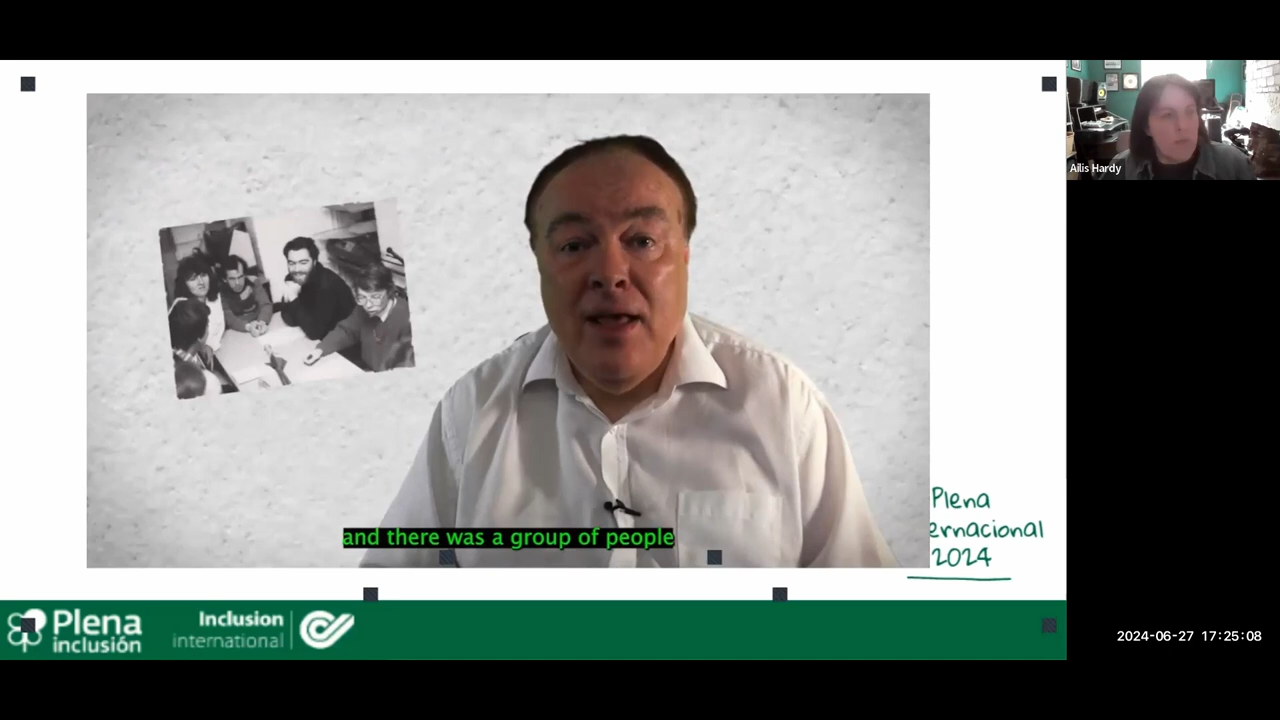 Ailis Hardy
and there was a group of people
Plena
ernacional
2024
Plena
inclusión
Inclusion
international
2024-06-27 17:25:08